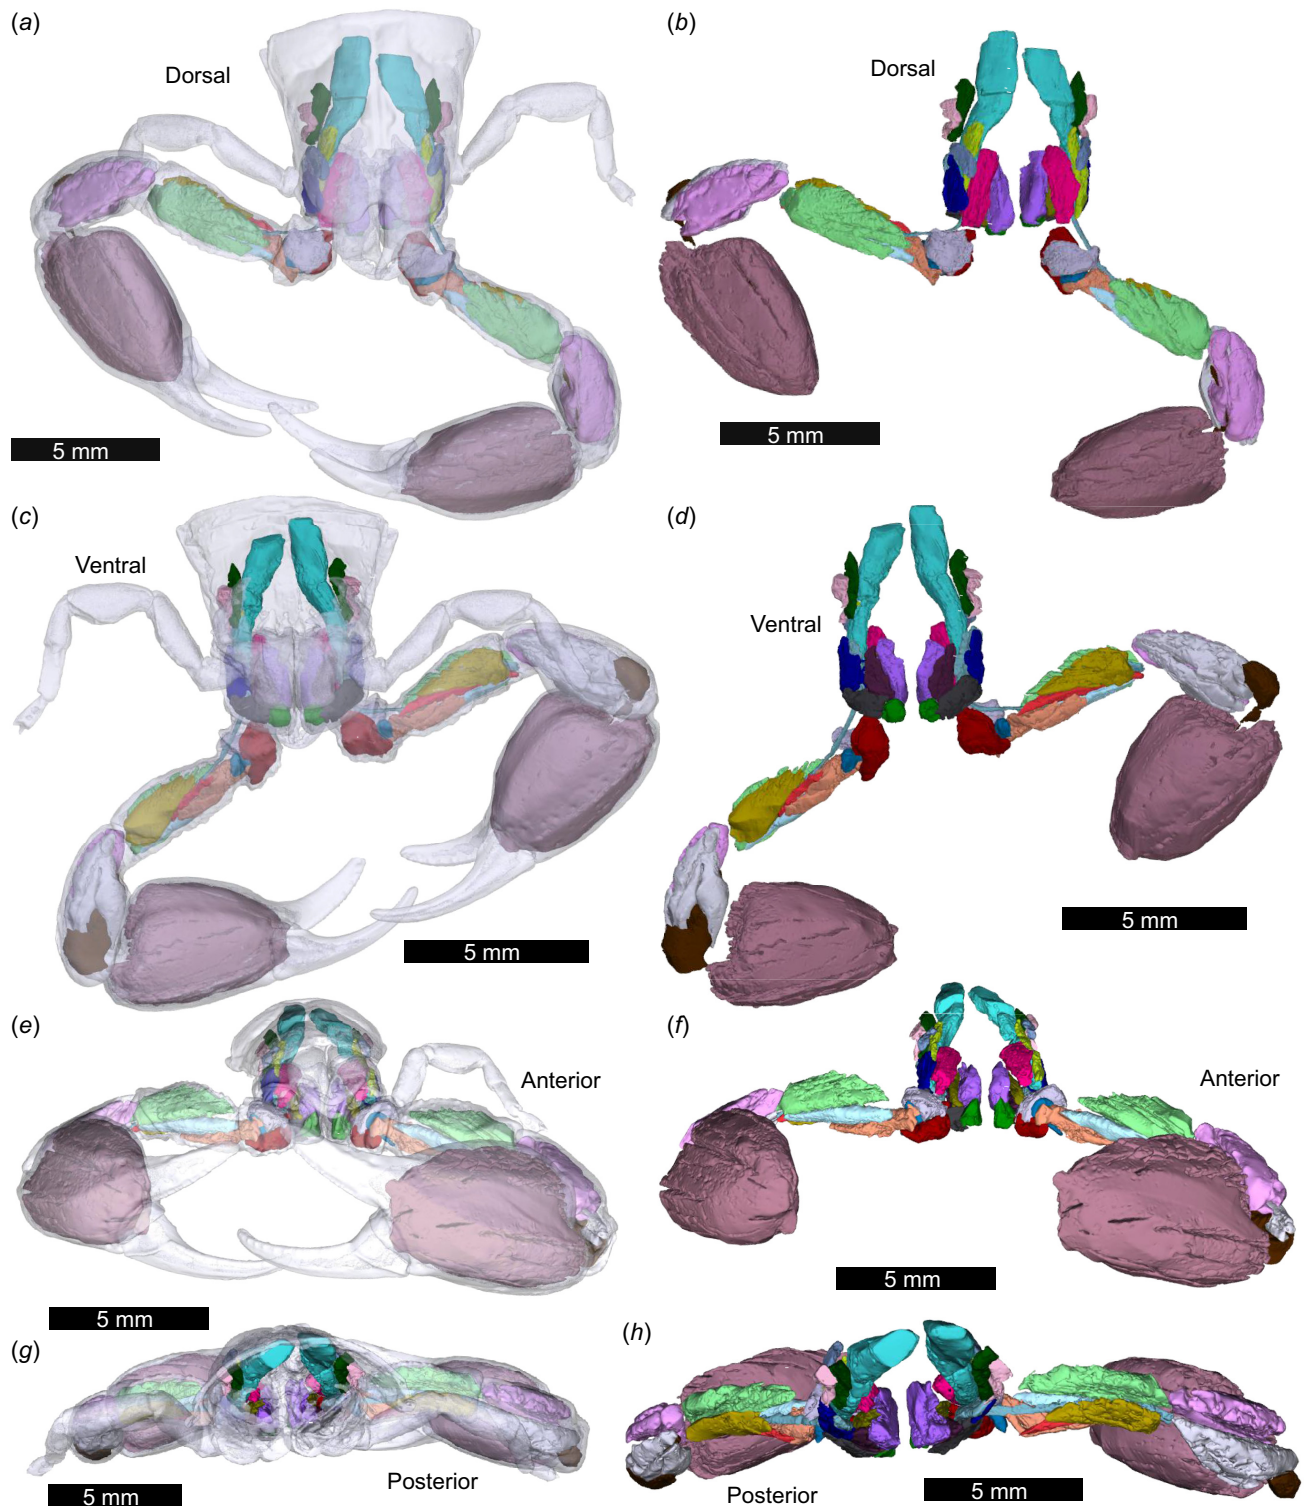 (a)
Dorsal
5 mm
(b)
Dorsal
5 mm
(c)
Ventral
5 mm
(d)
Ventral
5 mm
(e)
Anterior
5 mm
(f)
Anterior
5 mm
(g)
Posterior
5 mm
(h)
Posterior
5 mm